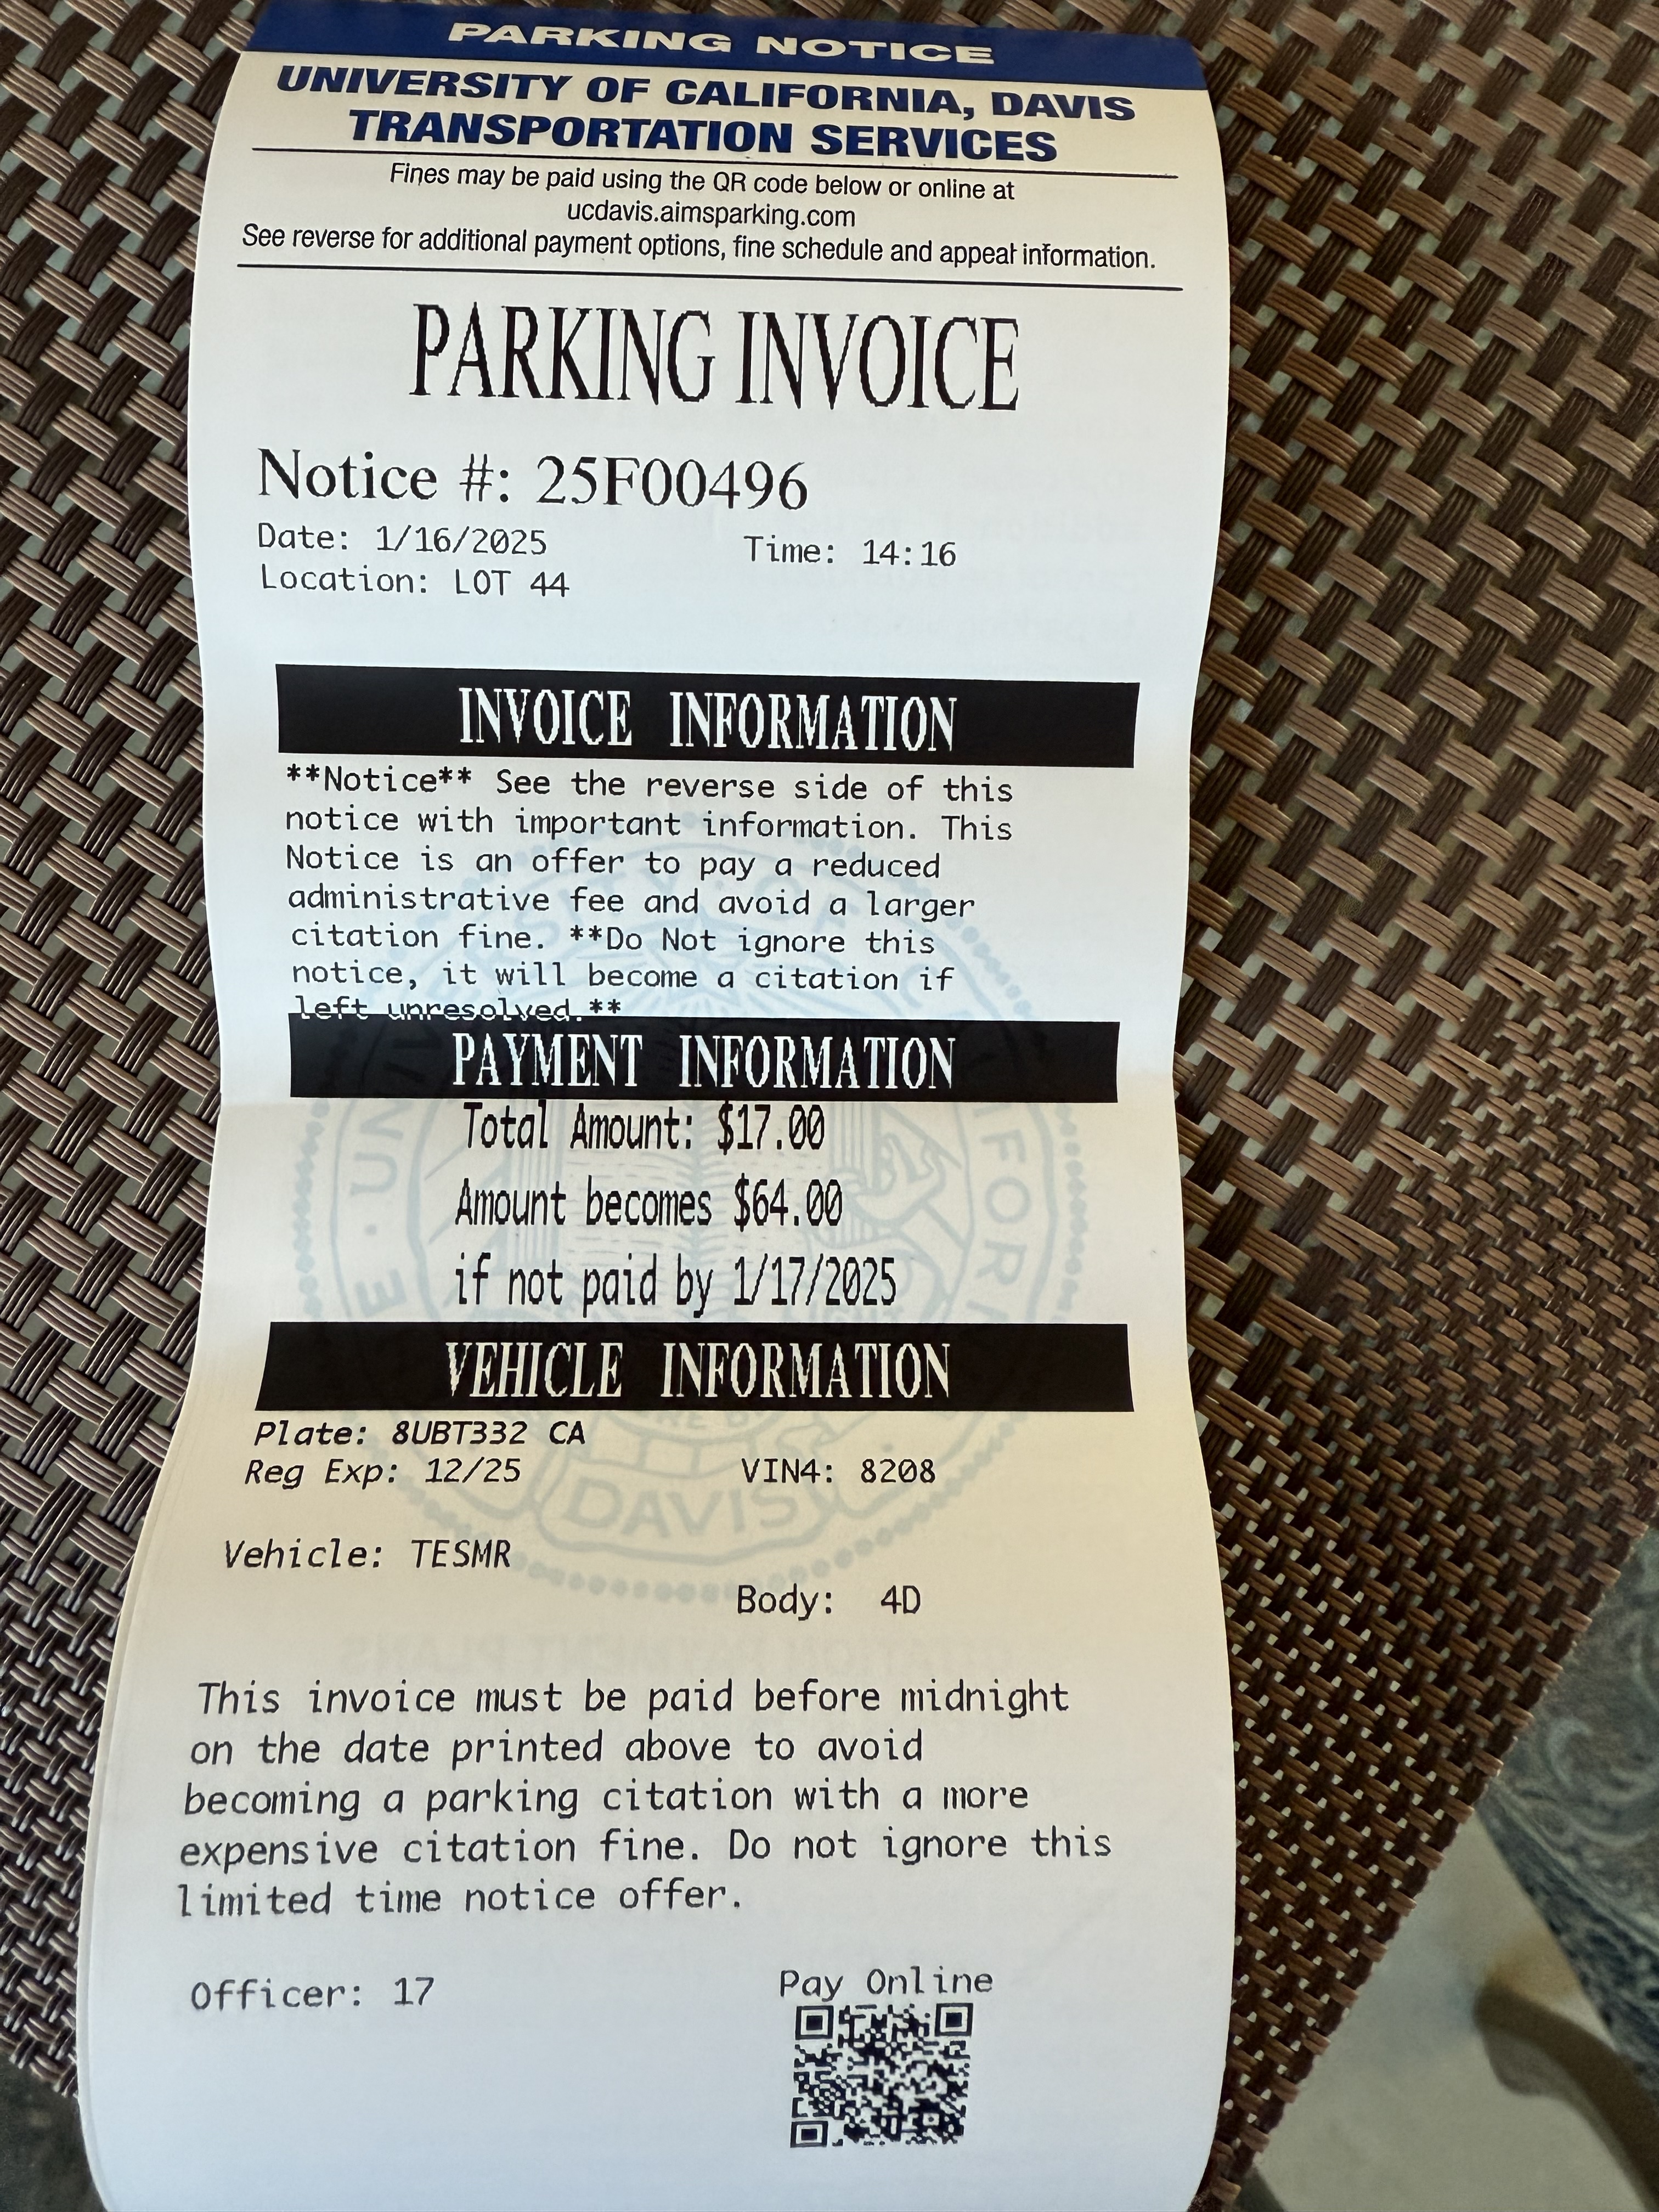 PARKING NOTICE
UNIVERSITY OF CALIFORNIA, DAVIS
TRANSPORTATION SERVICES
Fines may be paid using the QR code below or online at
ucdavis.aimsparking.com
See reverse for additional payment options, fine schedule and appeal information.
PARKING INVOICE
Notice #: 25F00496
Date: 1/16/2025 Time: 14:16
Location: LOT 44
INVOICE INFORMATION
**Notice** See the reverse side of this
notice with important information. This
Notice is an offer to pay a reduced
administrative fee and avoid a larger
citation fine. **Do Not ignore this
notice, it will become a citation if
left unresolved.**
PAYMENT INFORMATION
Total Amount: $17.00
Amount becomes $64.00
if not paid by 1/17/2025
VEHICLE INFORMATION
Plate: 8UBT332 CA
Reg Exp: 12/25 VIN4: 8208
DAVIS
Vehicle: TESMR
Body: 4D
This invoice must be paid before midnight
on the date printed above to avoid
becoming a parking citation with a more
expensive citation fine. Do not ignore this
limited time notice offer.
Officer: 17
Pay Online